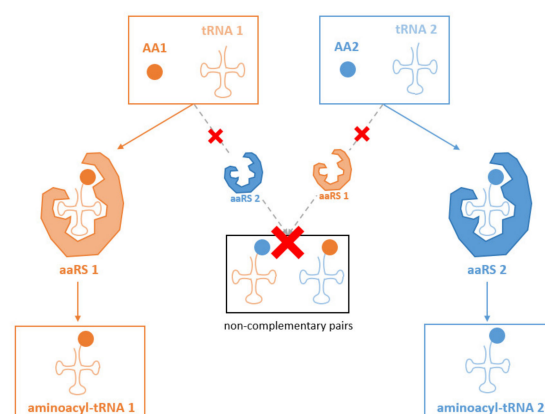 tRNA 1
AA1
tRNA 2
AA2
aaRS 2
aaRS 1
aaRS 1
aaRS 2
non-complementary pairs
aminoacyl-tRNA 1
aminoacyl-tRNA 2